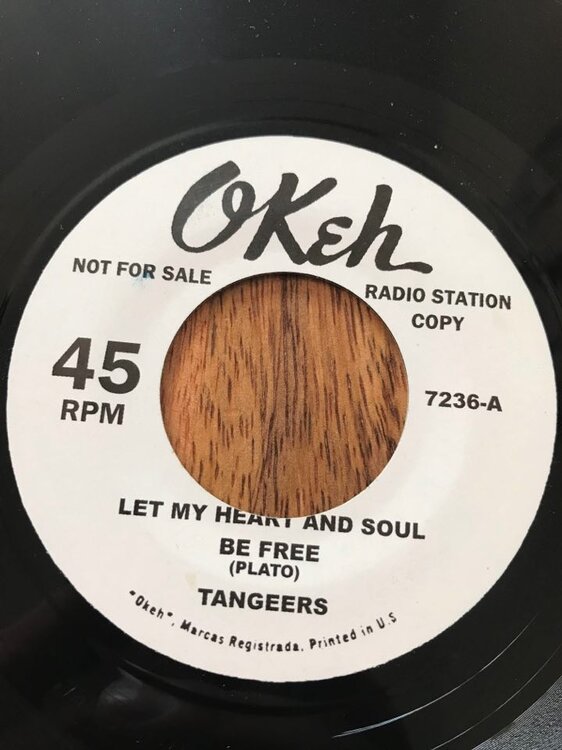 OKeh
NOT FOR SALE
RADIO STATION
COPY
45
RPM
7236-A
LET MY HEART AND SOUL
BE FREE
(PLATO)
TANGEERS
"Okeh", Marcas Registrada. Printed in U.S